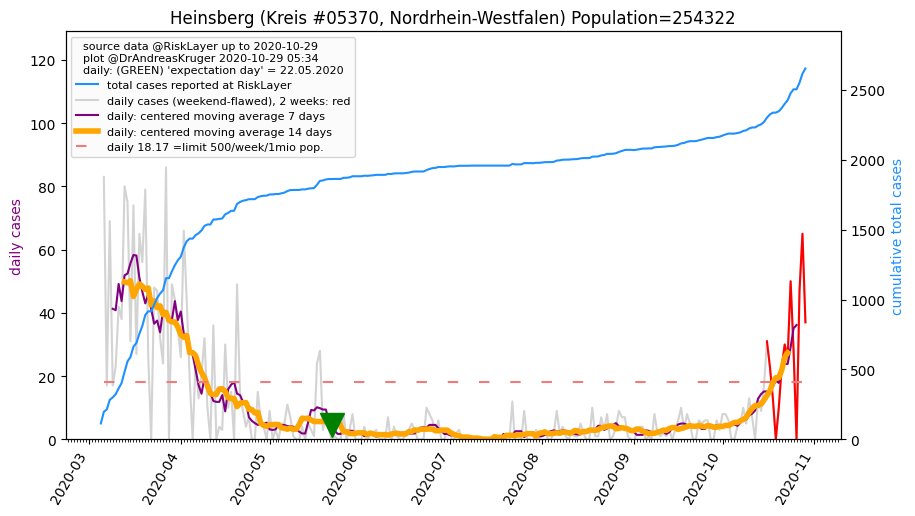 Heinsberg (Kreis #05370, Nordrhein-Westfalen) Population=254322
source data @RiskLayer up to 2020-10-29
plot @DrAndreasKruger 2020-10-29 05:34
daily: (GREEN) 'expectation day' = 22.05.2020
total cases reported at RiskLayer
daily cases (weekend-flawed), 2 weeks: red
daily: centered moving average 7 days
daily: centered moving average 14 days
daily 18.17 =limit 500/week/1mio pop.
daily cases
120
100
80
60
40
20
0
cumulative total cases
2500
2000
1500
1000
500
0
2020-03
2020-04
2020-05
2020-06
2020-07
2020-08
2020-09
2020-10
2020-11